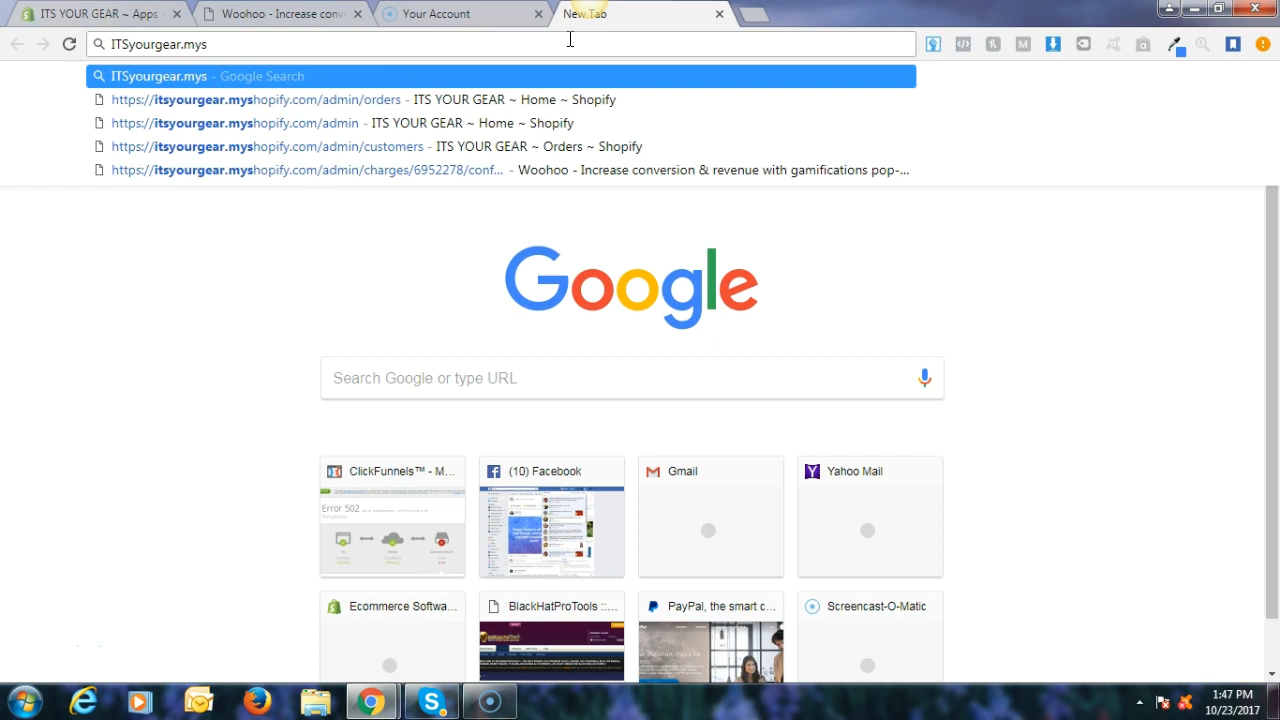 ITS YOUR GEAR ~ Apps
Woohoo - Increase conv
Your Account
New Tab
ITSyourgear.mys
ITSyourgear.mys - Google Search
https://itsyourgear.myshopify.com/admin/orders - ITS YOUR GEAR ~ Home ~ Shopify
https://itsyourgear.myshopify.com/admin - ITS YOUR GEAR ~ Home ~ Shopify
https://itsyourgear.myshopify.com/admin/customers - ITS YOUR GEAR ~ Orders ~ Shopify
https://itsyourgear.myshopify.com/admin/charges/6952278/conf... - Woohoo - Increase conversion & revenue with gamifications pop-...
Google
Search Google or type URL
ClickFunnels™ - M...
(10) Facebook
Gmail
Yahoo Mail
Error 502
Ecommerce Softwa...
BlackHatProTools ::...
PayPal, the smart c...
Screencast-O-Matic
1:47 PM
10/23/2017